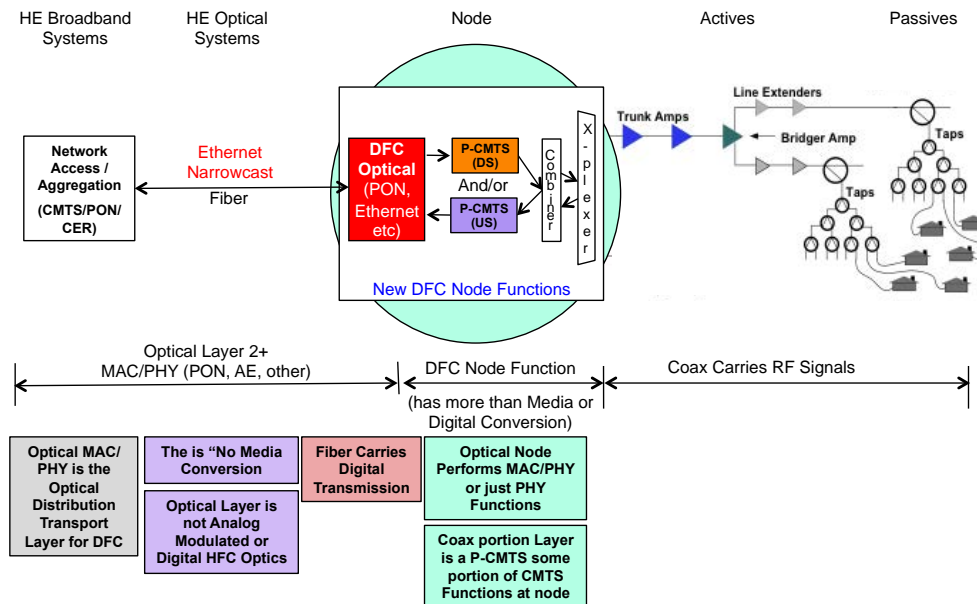 HE Broadband
Systems
HE Optical
Systems
Node
Actives
Passives
Network
Access /
Aggregation
(CMTS/PON/
CER)
Ethernet
Narrowcast
Fiber
DFC
Optical
(PON,
Ethernet
etc)
P-CMTS
(DS)
And/or
P-CMTS
(US)
Combiner
X-plexer
New DFC Node Functions
Trunk Amps
Line Extenders
Bridger Amp
Taps
Taps
Optical Layer 2+
MAC/PHY (PON, AE, other)
DFC Node Function
(has more than Media or
Digital Conversion)
Coax Carries RF Signals
Optical MAC/
PHY is the
Optical
Distribution
Transport
Layer for DFC
The is “No Media
Conversion
Optical Layer is
not Analog
Modulated or
Digital HFC Optics
Fiber Carries
Digital
Transmission
Optical Node
Performs MAC/PHY
or just PHY
Functions
Coax portion Layer
is a P-CMTS some
portion of CMTS
Functions at node